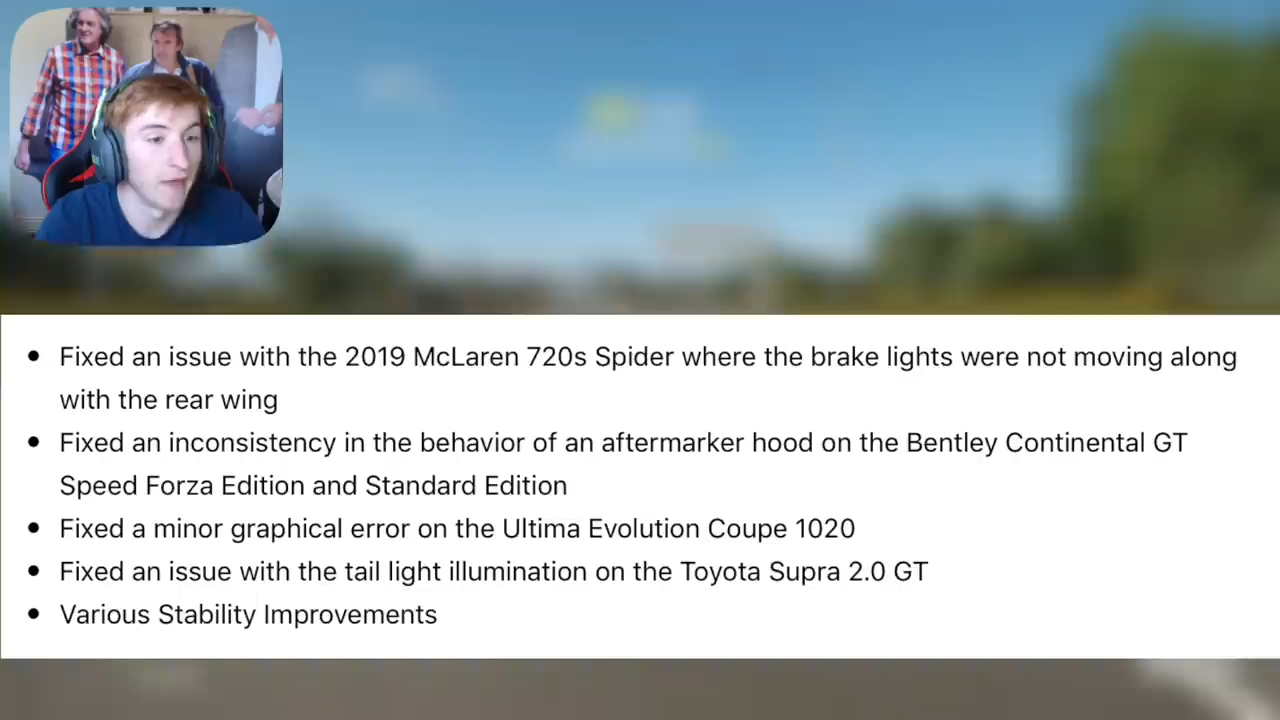 Fixed an issue with the 2019 McLaren 720s Spider where the brake lights were not moving along
with the rear wing
Fixed an inconsistency in the behavior of an aftermarker hood on the Bentley Continental GT
Speed Forza Edition and Standard Edition
Fixed a minor graphical error on the Ultima Evolution Coupe 1020
Fixed an issue with the tail light illumination on the Toyota Supra 2.0 GT
Various Stability Improvements